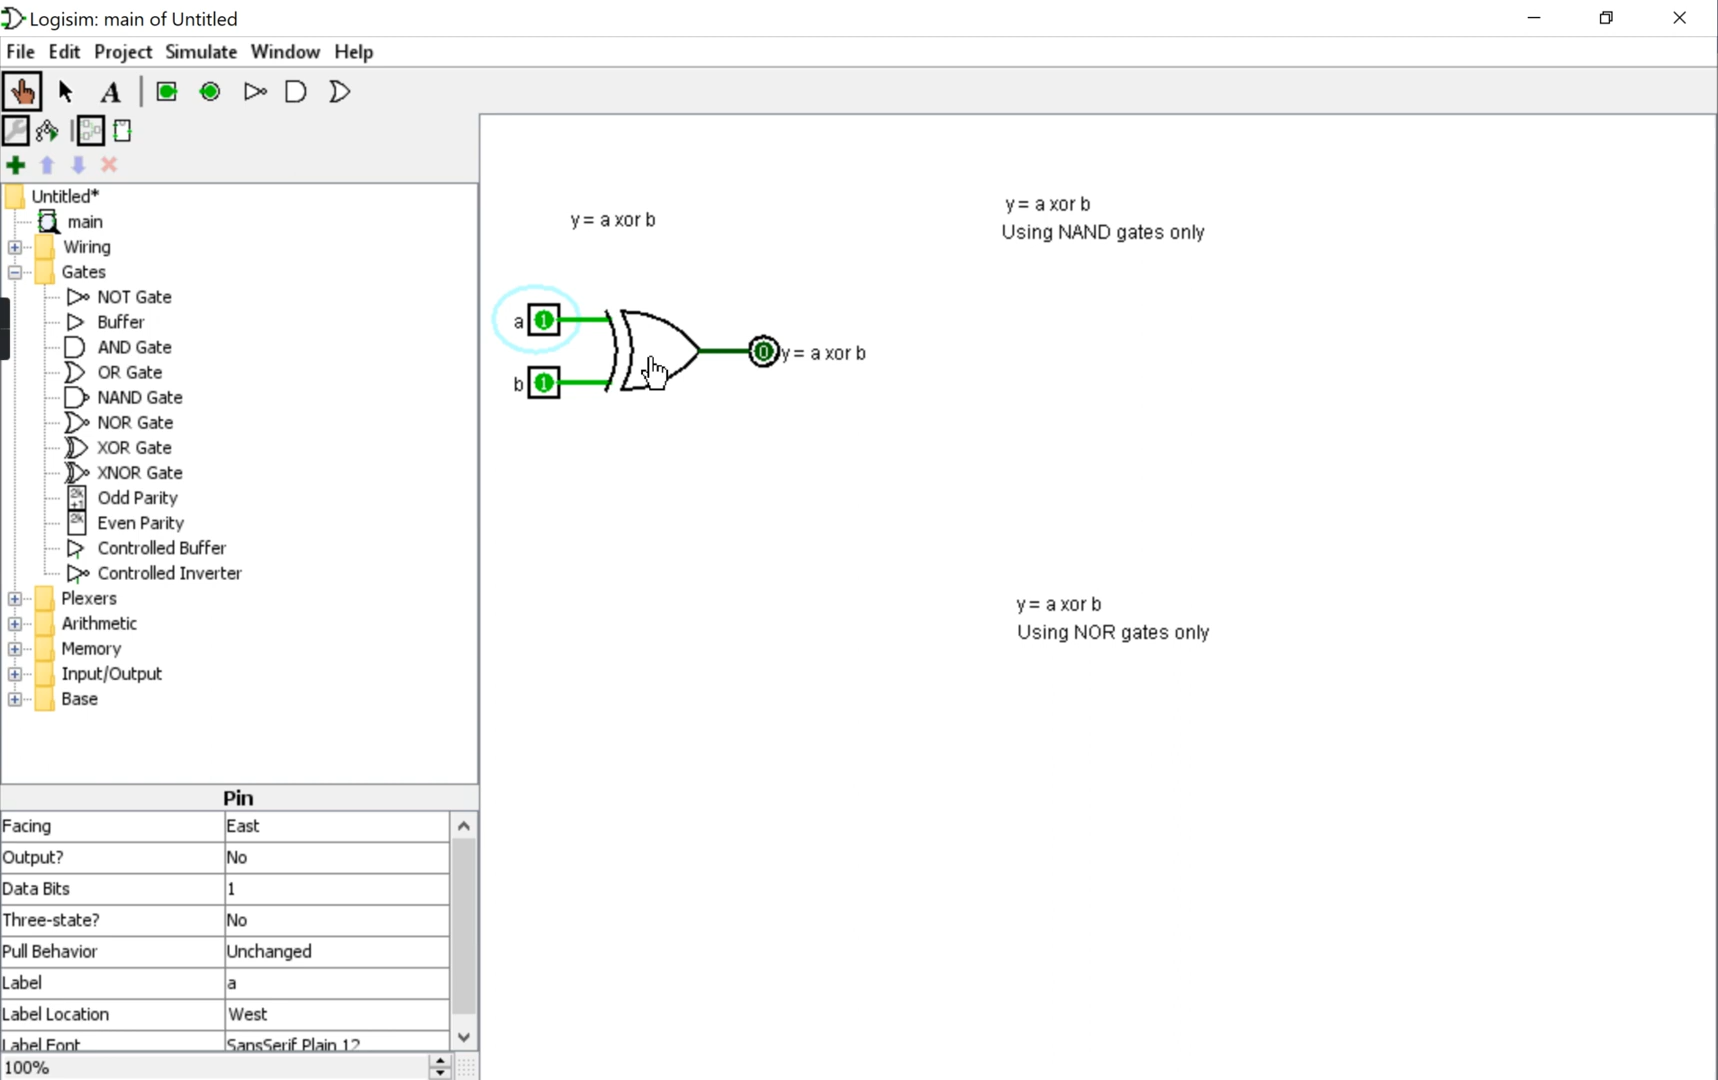 Logisim: main of Untitled
File Edit Project Simulate Window Help
A
Untitled*
main
Wiring
Gates
NOT Gate
Buffer
AND Gate
OR Gate
NAND Gate
NOR Gate
XOR Gate
XNOR Gate
2k
+1
Odd Parity
2k
Even Parity
Controlled Buffer
Controlled Inverter
Plexers
Arithmetic
Memory
Input/Output
Base
Pin
Facing East
Output? No
Data Bits 1
Three-state? No
Pull Behavior Unchanged
Label a
Label Location West
Label Font SansSerif Plain 12
100%
y = a xor b
a 1
b 1
0 y = a xor b
y = a xor b
Using NAND gates only
y = a xor b
Using NOR gates only